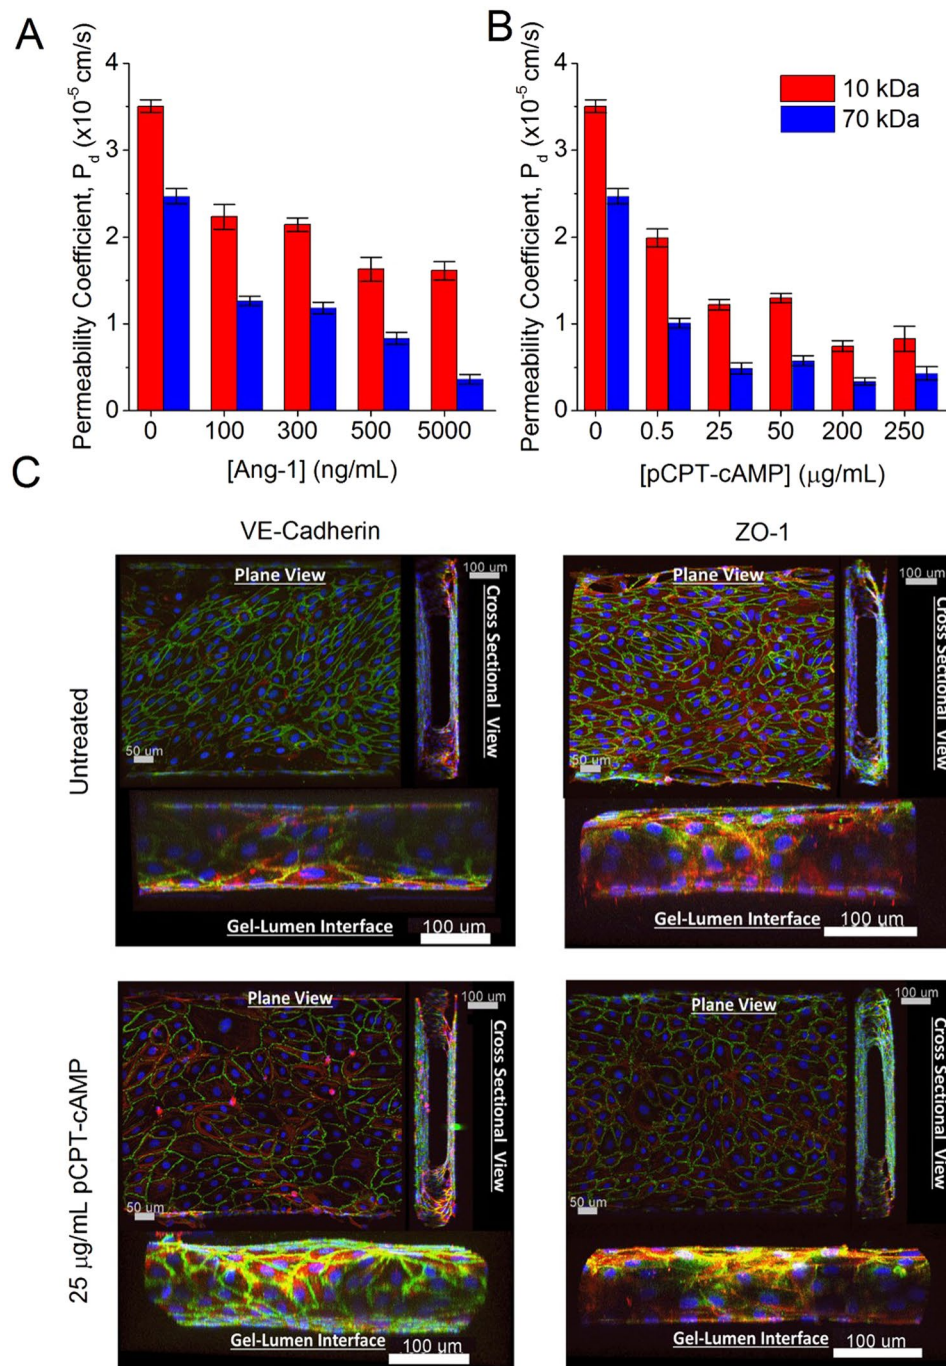 A
B
Permeability Coefficient, Pd (x10-5 cm/s)
4
3
2
1
0
0 100 300 500 5000
[Ang-1] (ng/mL)
Permeability Coefficient, Pd (x10-5 cm/s)
4
3
2
1
0
10 kDa
70 kDa
0 0.5 25 50 200 250
[pCPT-cAMP] (μg/mL)
C
VE-Cadherin
ZO-1
Untreated
Plane View
100 um
Cross Sectional View
50 um
Gel-Lumen Interface
100 um
Plane View
100 um
Cross Sectional View
50 um
Gel-Lumen Interface
100 um
25 μg/mL pCPT-cAMP
Plane View
100 um
Cross Sectional View
50 um
Gel-Lumen Interface
100 um
Plane View
100 um
Cross Sectional View
50 um
Gel-Lumen Interface
100 um